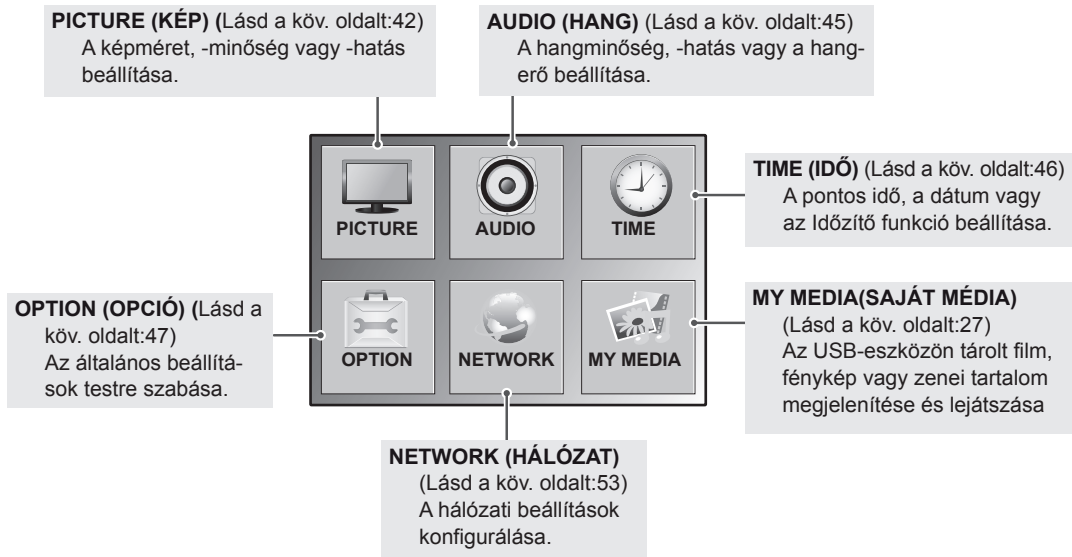 PICTURE (KÉP) (Lásd a köv. oldalt:42)
A képméret, -minőség vagy -hatás
beállítása.
AUDIO (HANG) (Lásd a köv. oldalt:45)
A hangminőség, -hatás vagy a hang-
erő beállítása.
PICTURE
AUDIO
TIME
TIME (IDŐ) (Lásd a köv. oldalt:46)
A pontos idő, a dátum vagy
az Időzítő funkció beállítása.
OPTION (OPCIÓ) (Lásd a
köv. oldalt:47)
Az általános beállítá-
sok testre szabása.
OPTION
NETWORK
MY MEDIA
MY MEDIA(SAJÁT MÉDIA)
(Lásd a köv. oldalt:27)
Az USB-eszközön tárolt film,
fénykép vagy zenei tartalom
megjelenítése és lejátszása
NETWORK (HÁLÓZAT)
(Lásd a köv. oldalt:53)
A hálózati beállítások
konfigurálása.